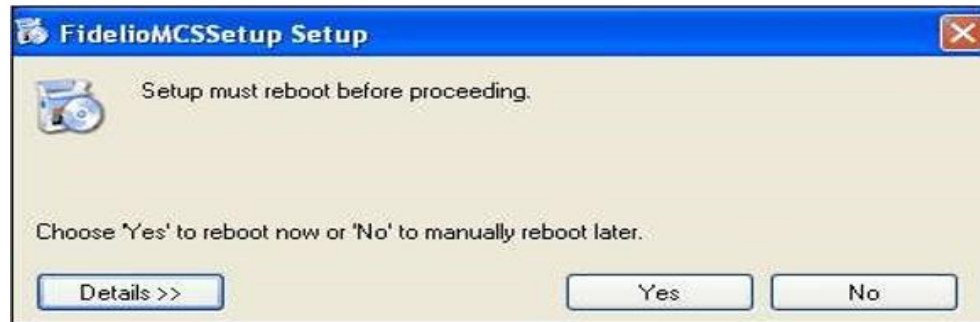 FidelioMCSSetup Setup
Setup must reboot before proceeding.
Choose 'Yes' to reboot now or 'No' to manually reboot later.
Details >>
Yes
No